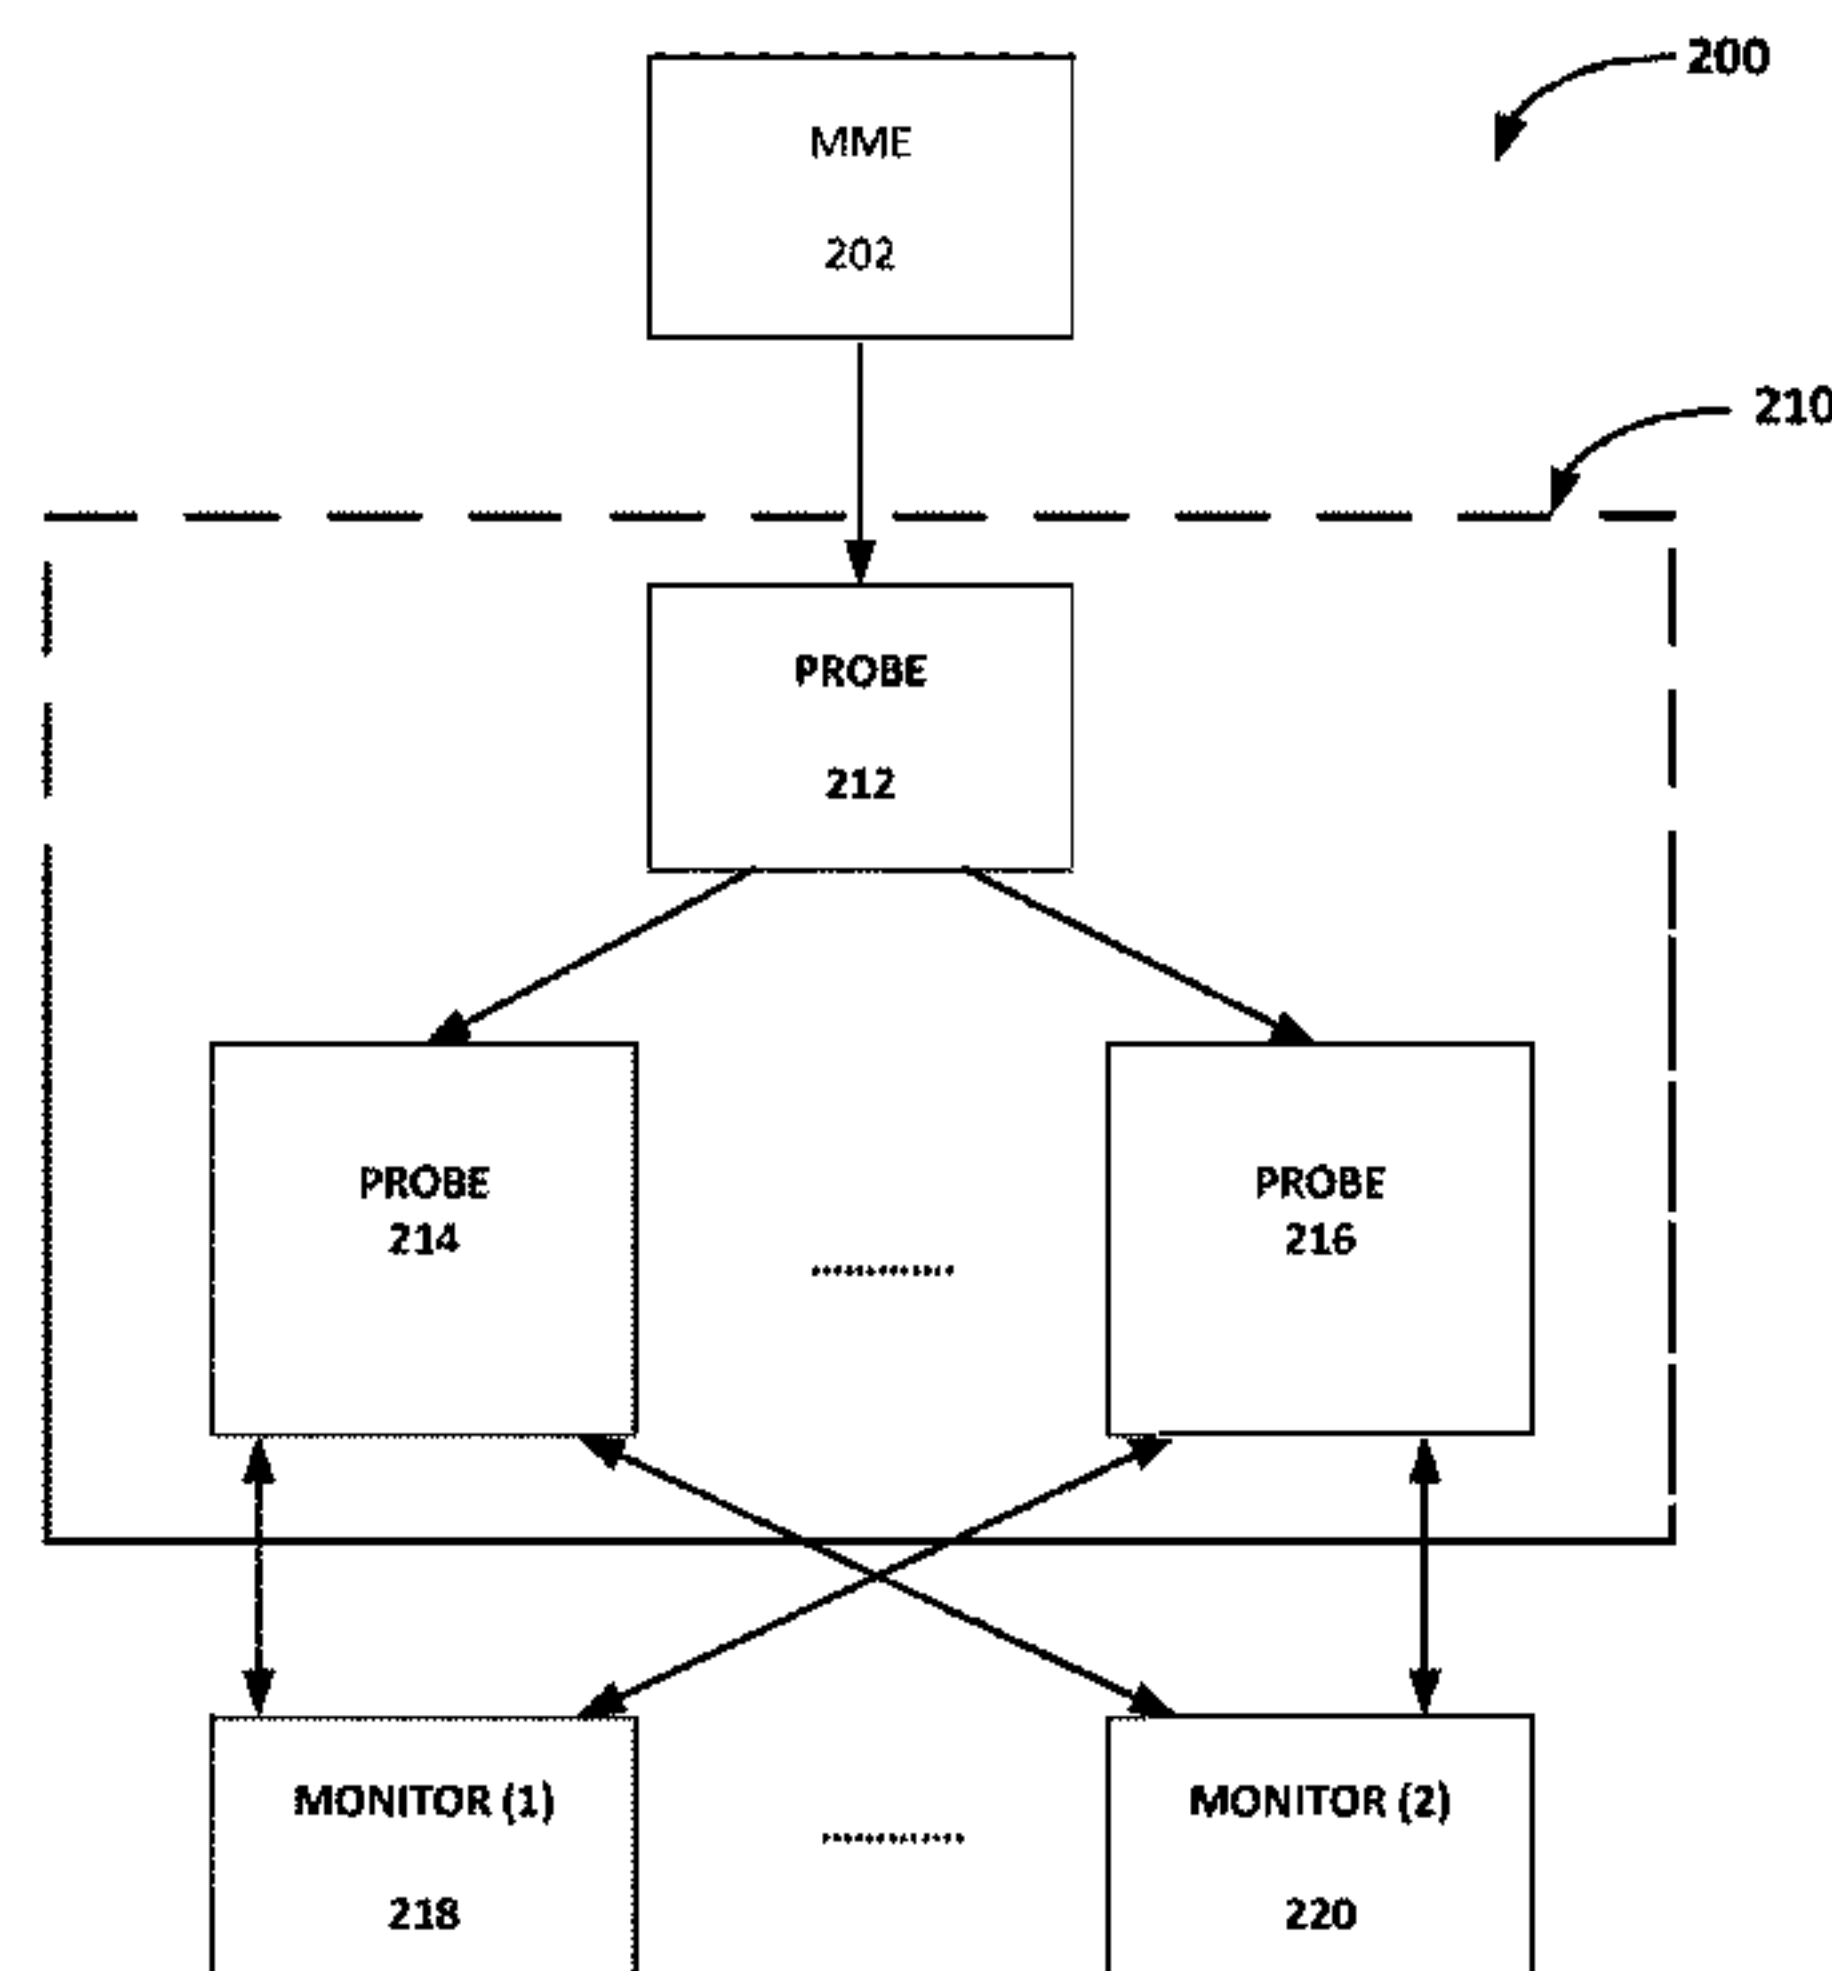 200
MME
202
210
PROBE
212
PROBE
214
PROBE
216
MONITOR (1)
218
MONITOR (2)
220